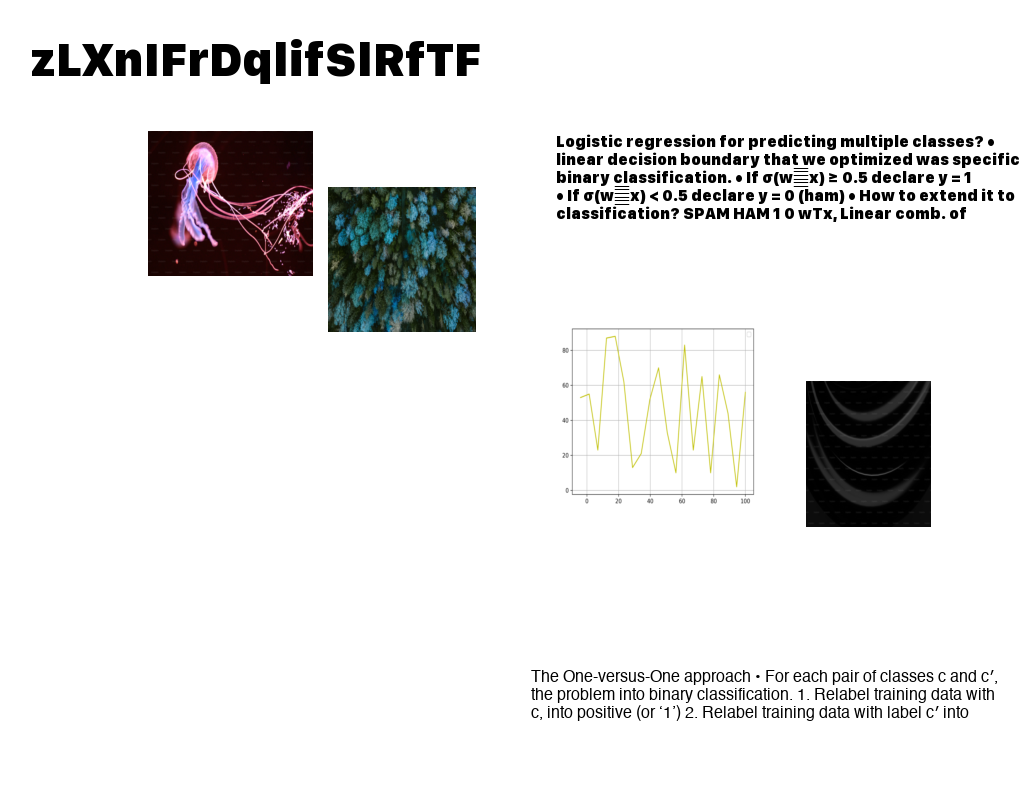 zLXnIFrDqlifSlRfTF
Logistic regression for predicting multiple classes? •
linear decision boundary that we optimized was specific
binary classification. • If σ(w x) ≥ 0.5 declare y = 1
• If σ(w x) < 0.5 declare y = 0 (ham) • How to extend it to
classification? SPAM HAM 1 0 wTx, Linear comb. of
80
60
40
20
0
0 20 40 60 80 100
The One-versus-One approach • For each pair of classes c and c′,
the problem into binary classification. 1. Relabel training data with
c, into positive (or ‘1’) 2. Relabel training data with label c′ into